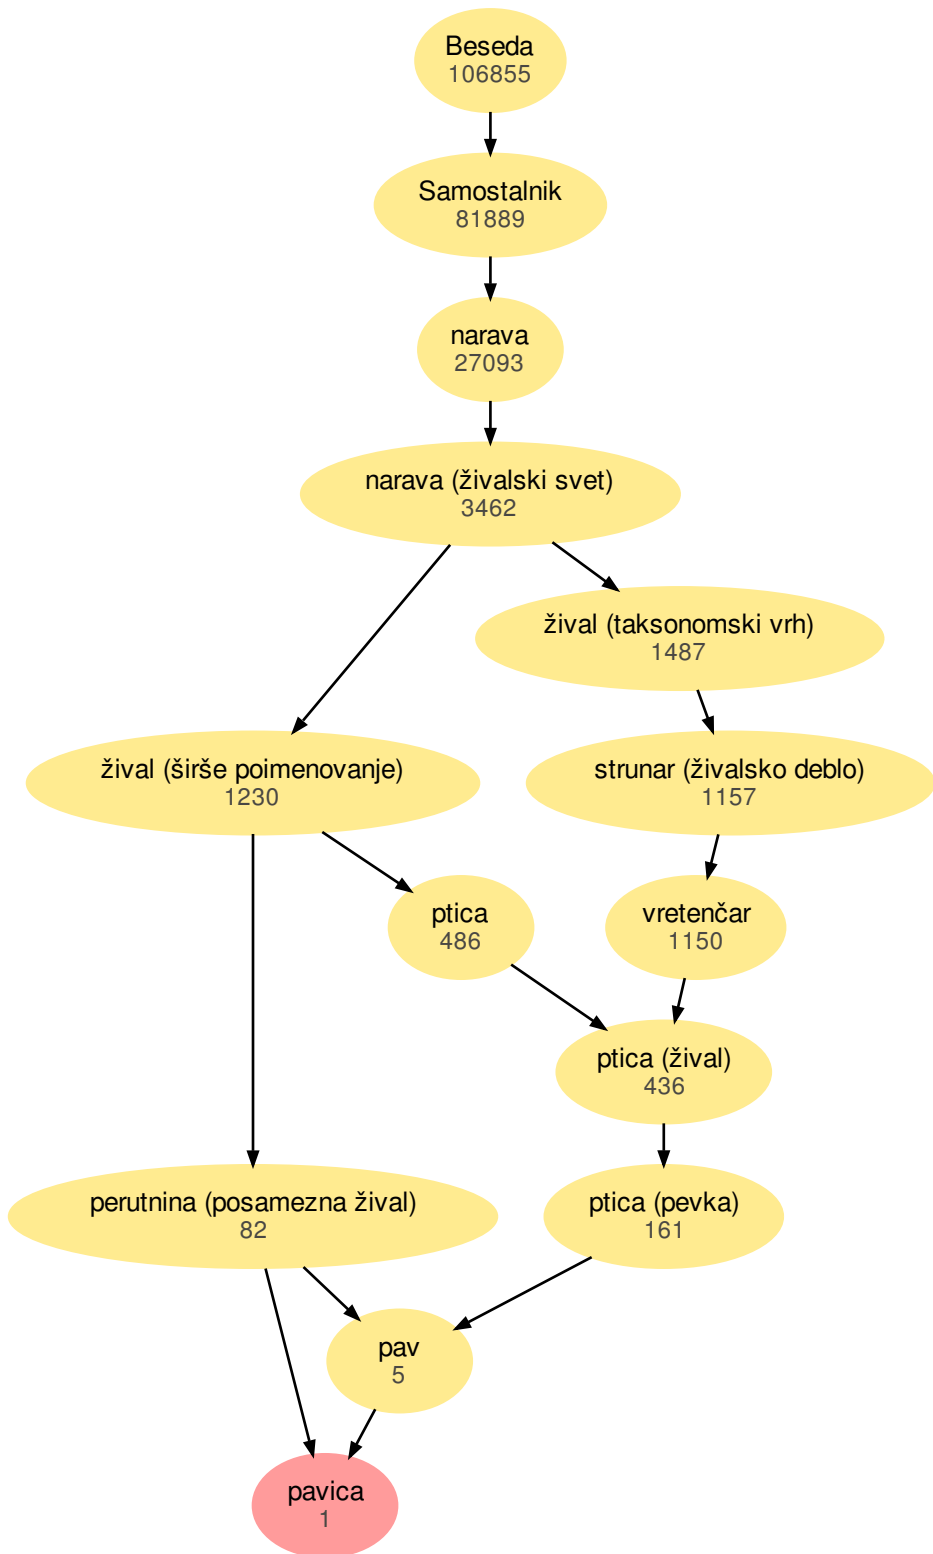 Beseda
106855
Samostalnik
81889
narava
27093
narava (živalski svet)
3462
žival (taksonomski vrh)
1487
žival (širše poimenovanje)
1230
strunar (živalsko deblo)
1157
ptica
486
vretenčar
1150
ptica (žival)
436
perutnina (posamezna žival)
82
ptica (pevka)
161
pav
5
pavica
1